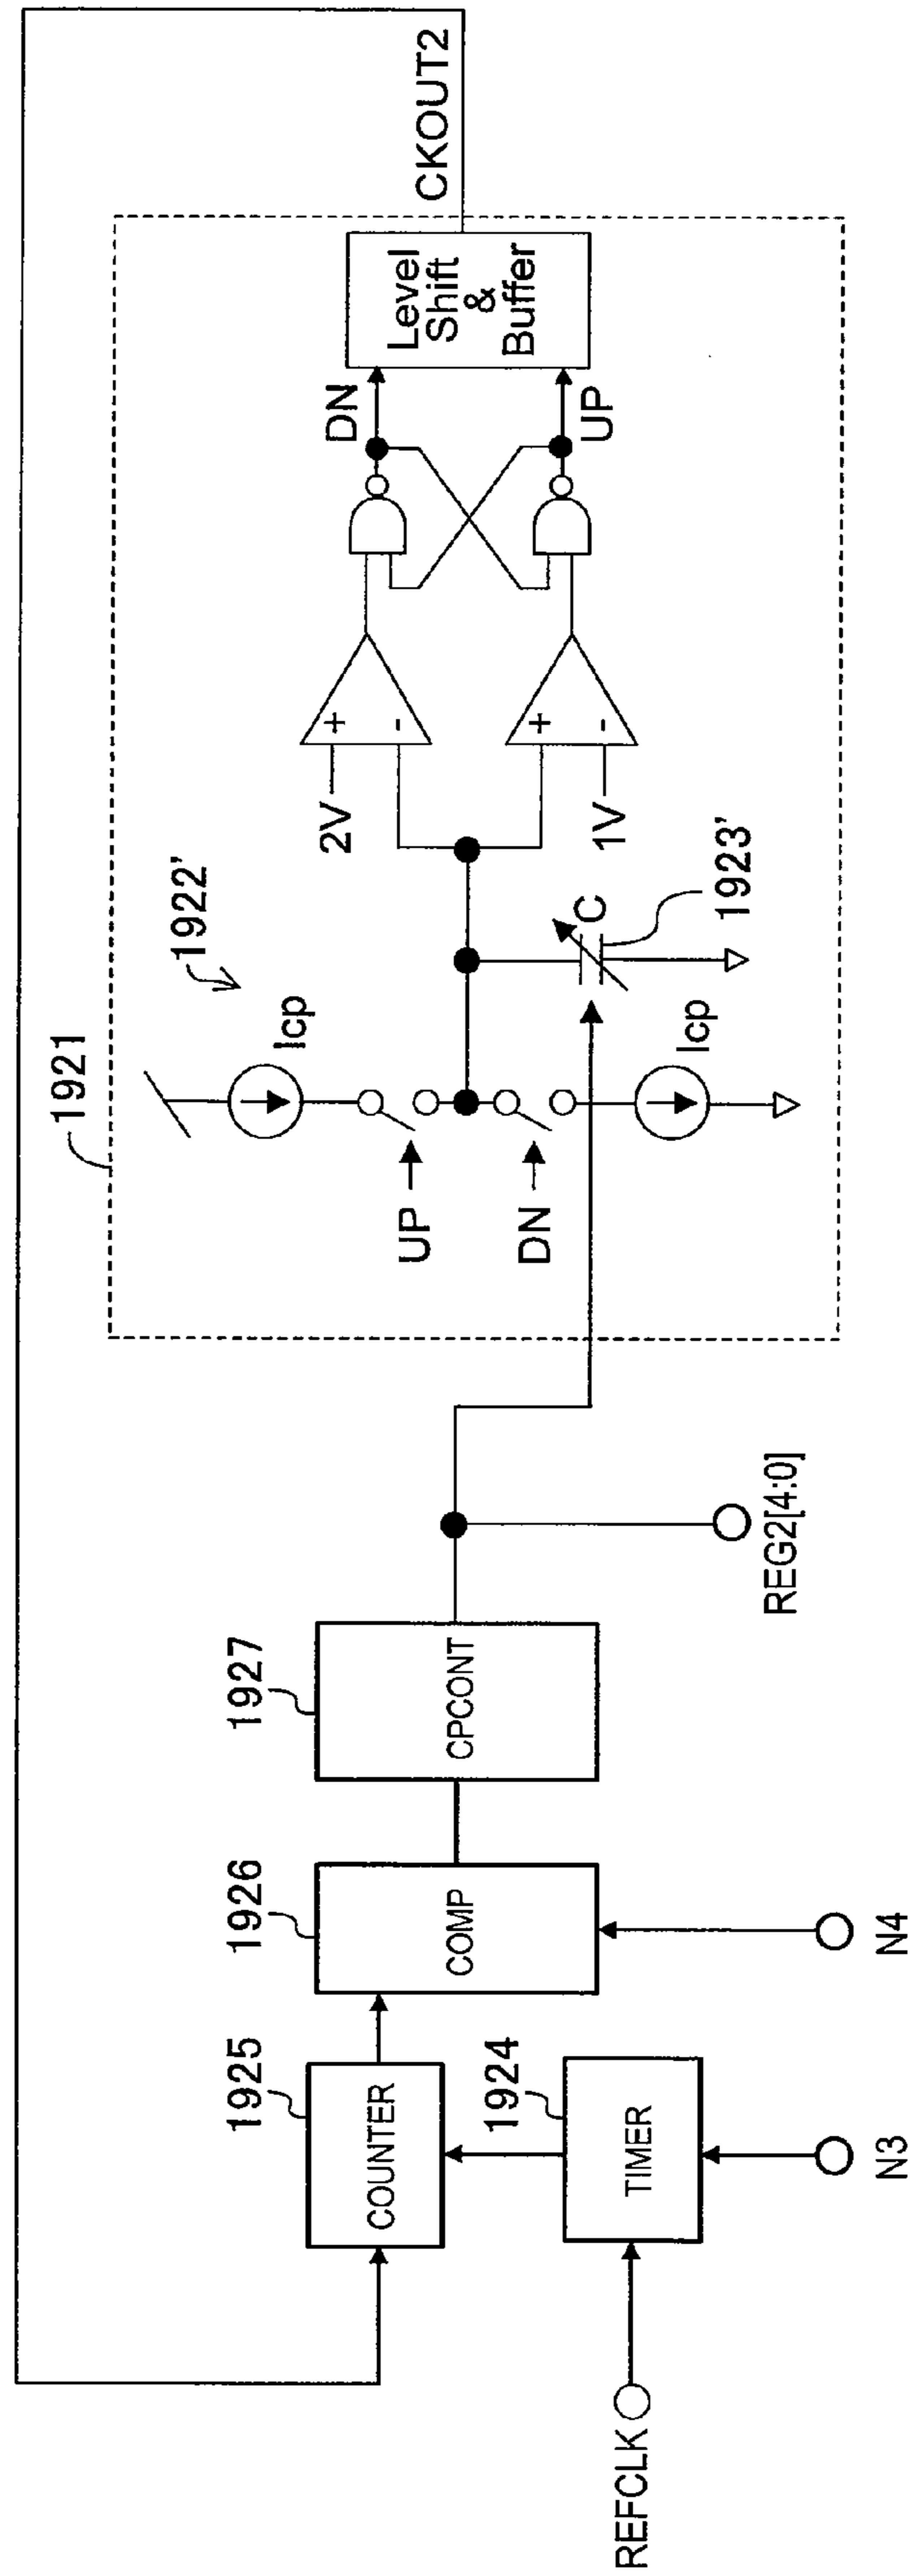 CKOUT2
1921
1922'
Icp
UP
DN
Icp
C
1923'
2V
+
-
+
-
1V
DN
UP
Level
Shift
&
Buffer
1927
CPCONT
REG2[4:0]
1926
COMP
N4
1925
COUNTER
1924
TIMER
N3
REFCLK